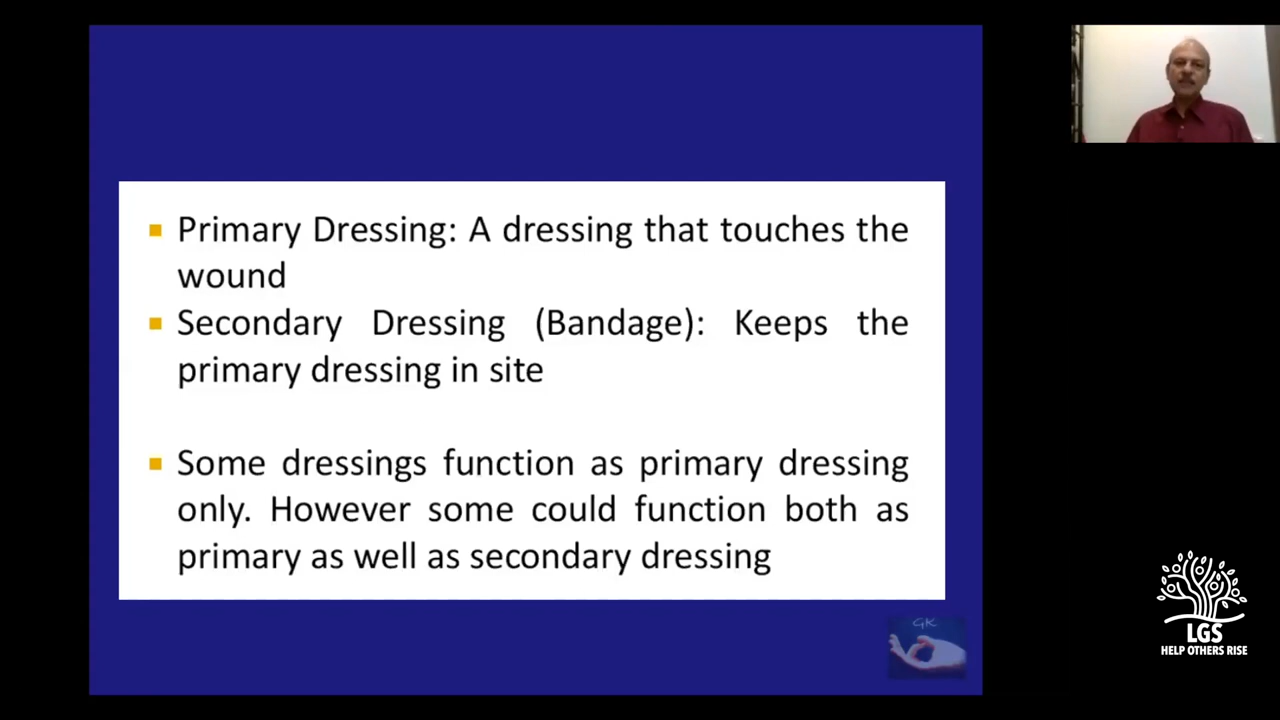 Primary Dressing: A dressing that touches the
wound
Secondary Dressing (Bandage): Keeps the
primary dressing in site
Some dressings function as primary dressing
only. However some could function both as
primary as well as secondary dressing
GK
LGS
HELP OTHERS RISE